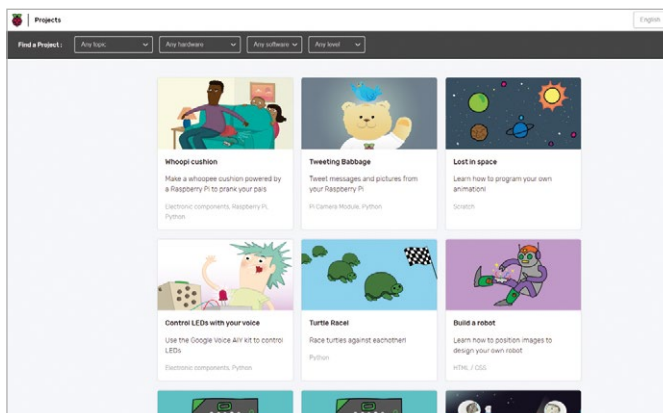 Projects
English
Find a Project :
Any topic
Any hardware
Any software
Any level
Whoopi cushion
Make a whoopee cushion powered by
a Raspberry Pi to prank your pals
Electronic components, Raspberry Pi,
Python
Tweeting Babbage
Tweet messages and pictures from
your Raspberry Pi
Pi Camera Module, Python
Lost in space
Learn how to program your own
animation!
Scratch
Control LEDs with your voice
Use the Google Voice AIY kit to control
LEDs
Electronic components, Python
Turtle Race!
Race turtles against eachother!
Python
Build a robot
Learn how to position images to
design your own robot
HTML / CSS